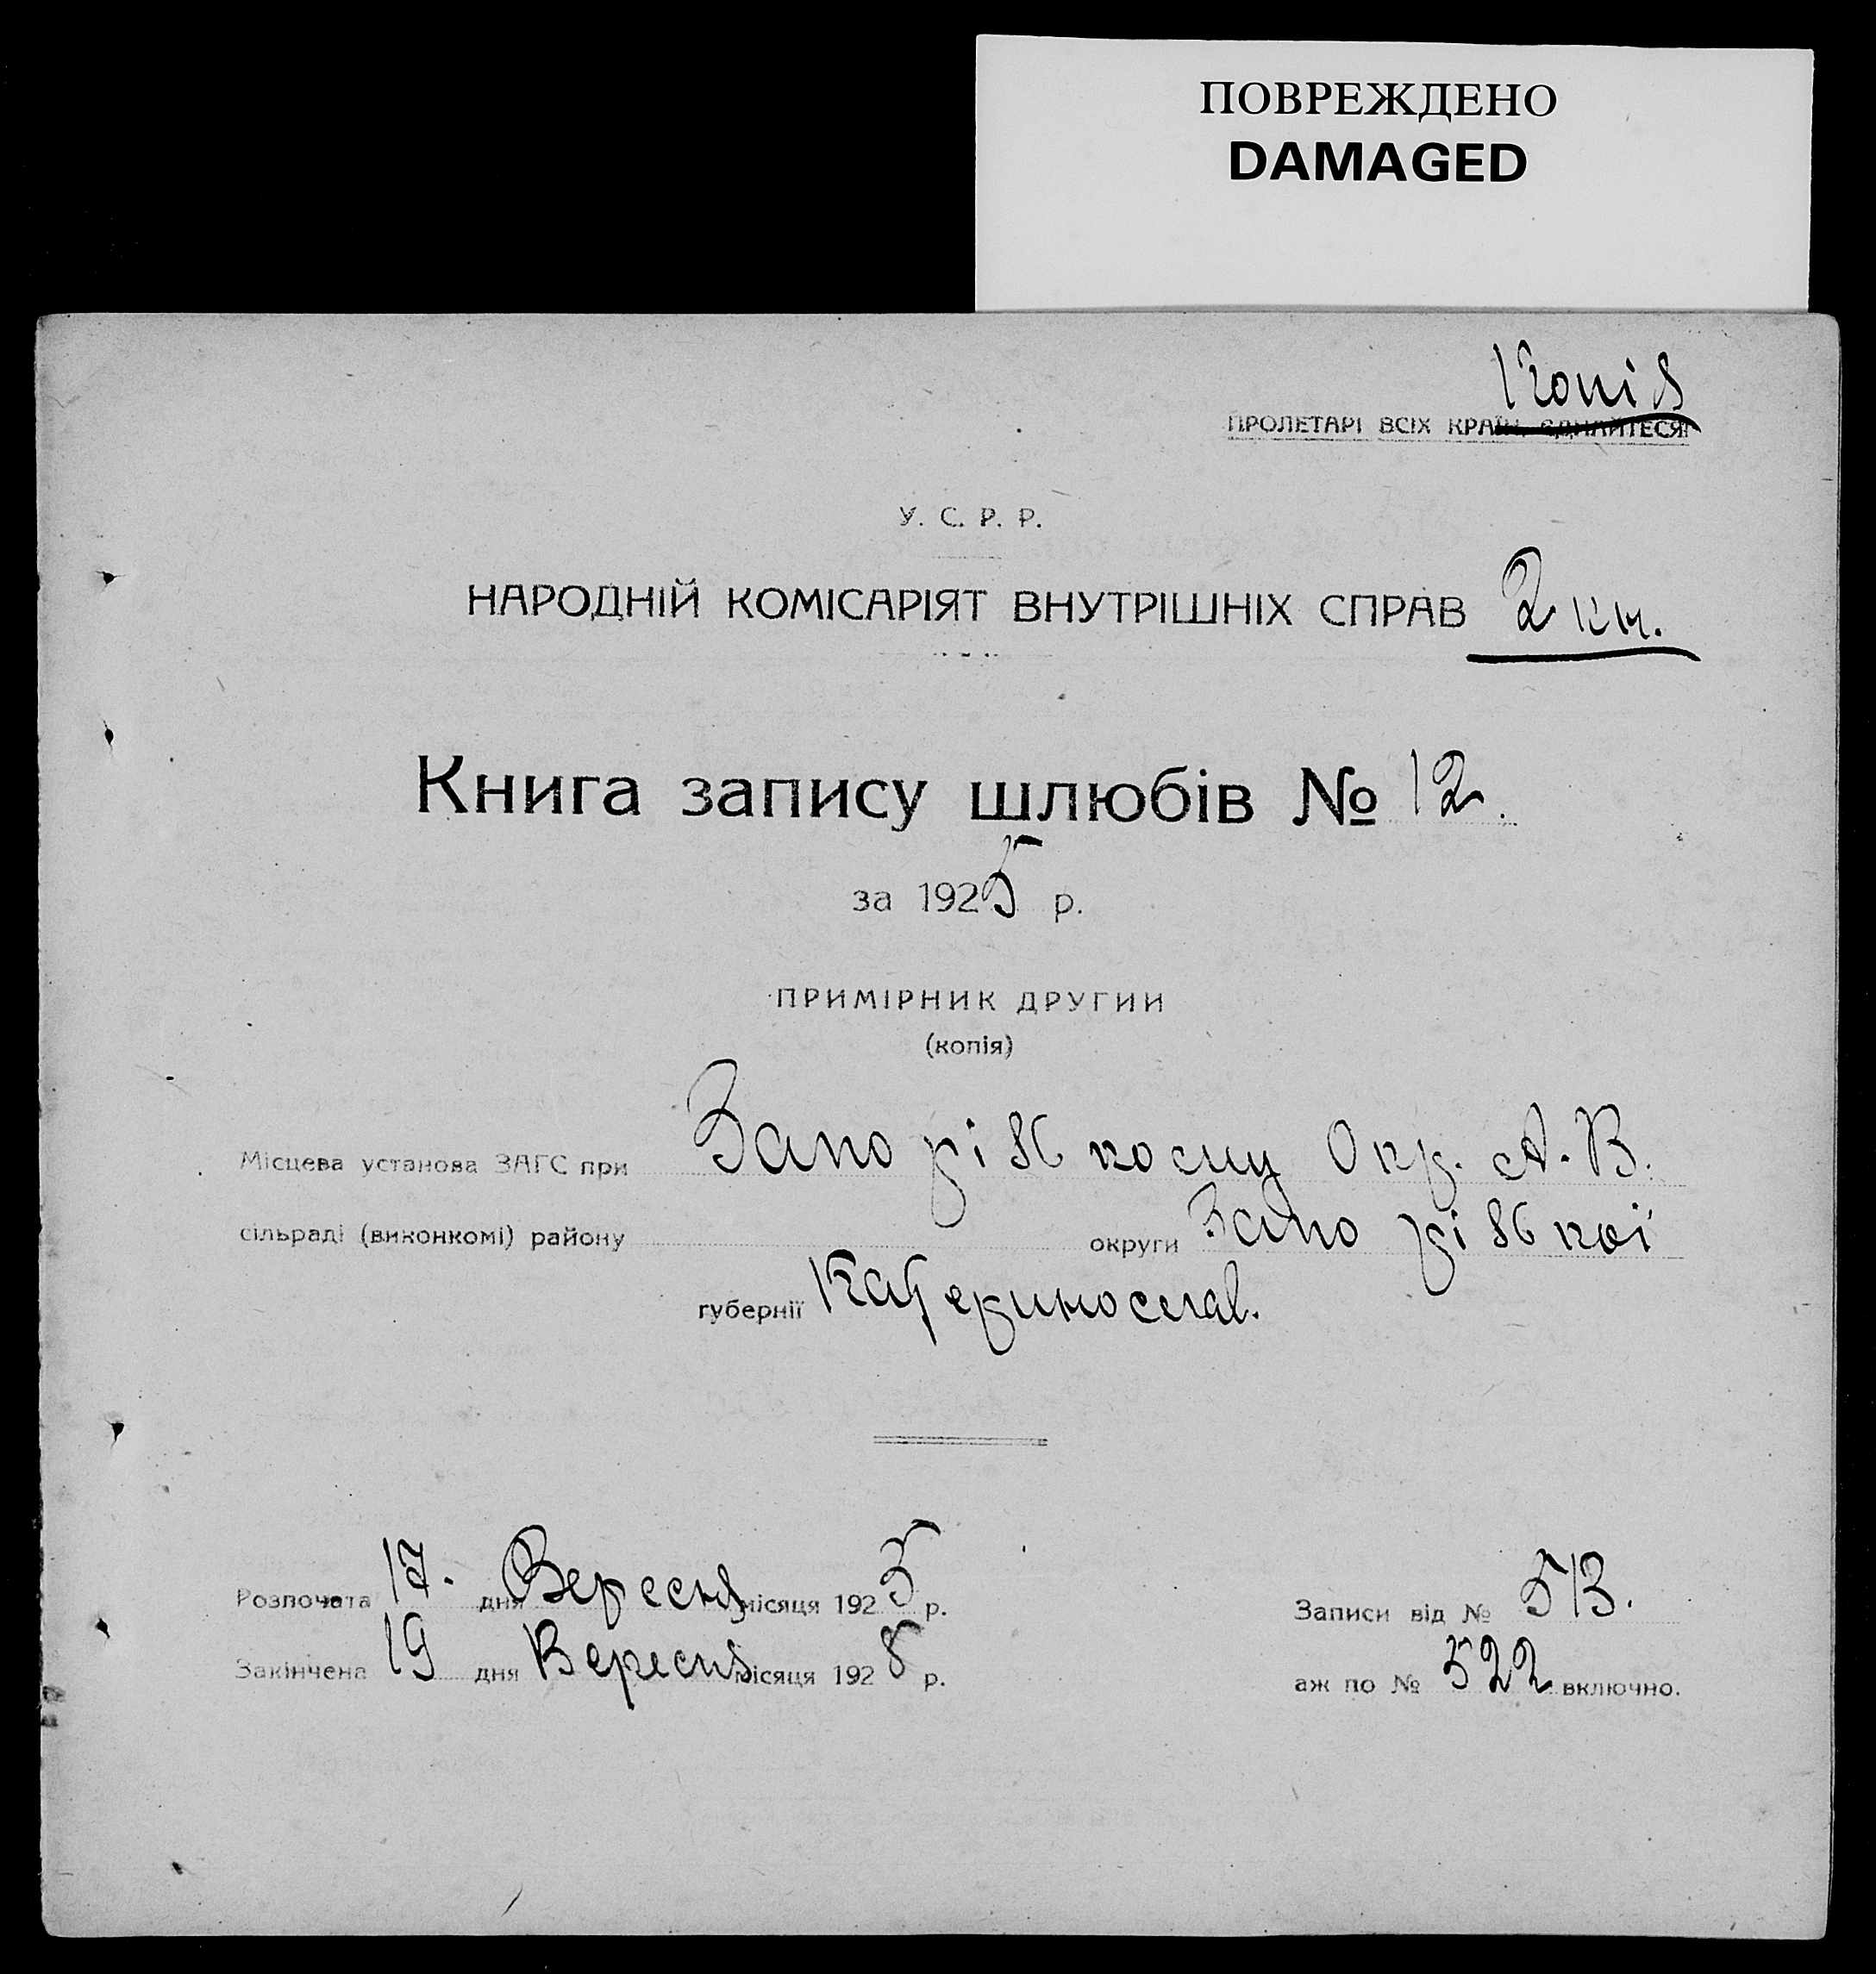 ПОВРЕЖДЕНО
DAMAGED
Копія
ПРОЛЕТАРІ ВСІХ КРАЇН, ЄДНАЙТЕСЯ!
У. С. Р. Р.
НАРОДНІЙ КОМІСАРІЯТ ВНУТРІШНІХ СПРАВ 2 кн.
Книга запису шлюбів № 12.
за 1925 р.
ПРИМІРНИК ДРУГИЙ
(копія)
Місцева установа ЗАГС при Запорізькому Окр. А. В.
сільраді (виконкомі) району округи Запорізької
губернії Катеринослав.
Розпочата 17. дня Вересня місяця 1925 р. Записи від № 513.
Закінчена 19 дня Вересня місяця 1925 р. аж по № 522 включно.